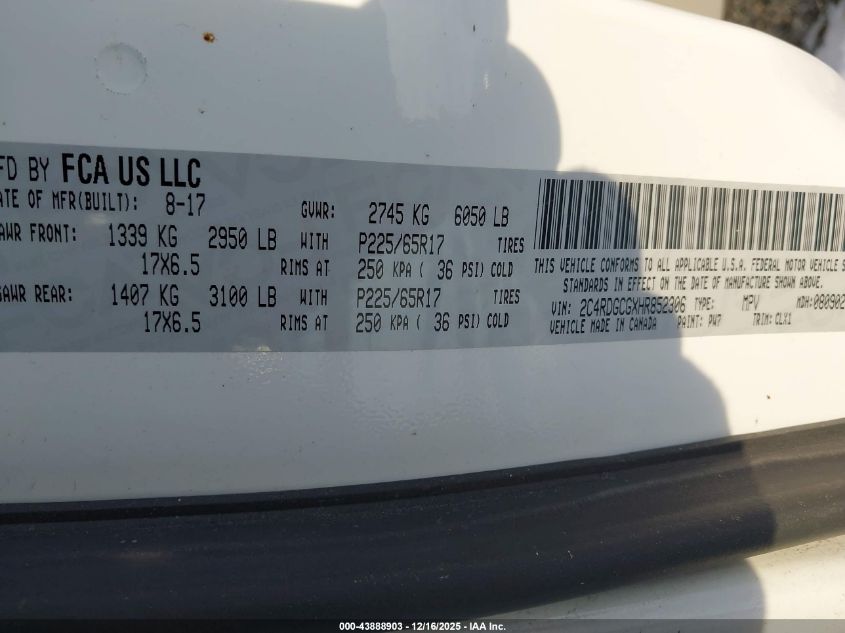 FD BY FCA US LLC
ATE OF MFR(BUILT): 8-17 GVWR: 2745 KG 6050 LB
AWR FRONT: 1339 KG 2950 LB WITH P225/65R17 TIRES
17X6.5 RIMS AT 250 KPA ( 36 PSI) COLD
GAWR REAR: 1407 KG 3100 LB WITH P225/65R17 TIRES
17X6.5 RIMS AT 250 KPA ( 36 PSI) COLD
THIS VEHICLE CONFORMS TO ALL APPLICABLE U.S.A. FEDERAL MOTOR VEHICLE S
STANDARDS IN EFFECT ON THE DATE OF MANUFACTURE SHOWN ABOVE.
VIN: 2C4RDGCGXHR852306 TYPE: MPV MDH:080902
VEHICLE MADE IN CANADA PAINT: PW7 TRIM: CLX1
000-43888903 – 12/16/2025 – IAA Inc.